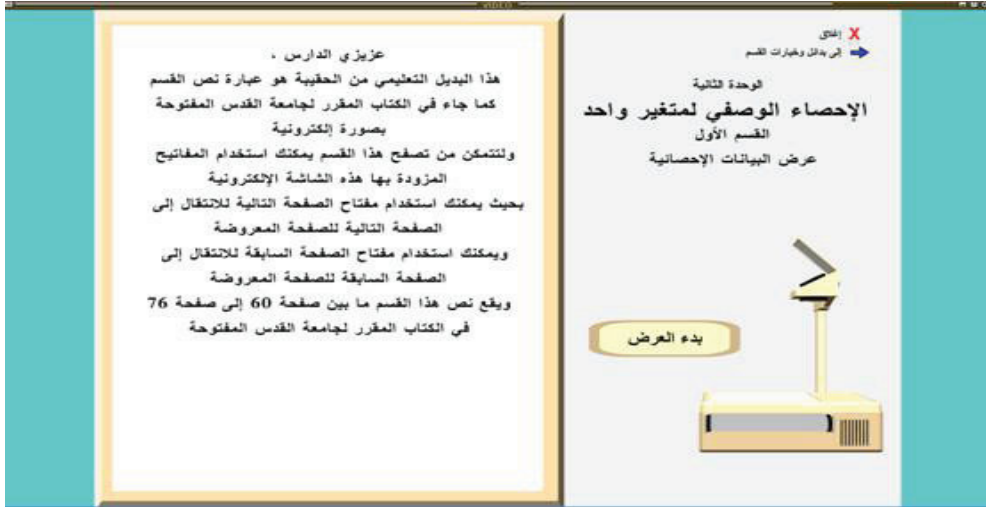 VIDEO
إغلاق
إلى بدائل وخيارات القسم
الوحدة الثانية
الإحصاء الوصفي لمتغير واحد
القسم الأول
عرض البيانات الإحصائية
بدء العرض
عزيزي الدارس ،
هذا البديل التعليمي من الحقيبة هو عبارة نص القسم
كما جاء في الكتاب المقرر لجامعة القدس المفتوحة
بصورة إلكترونية
ولتتمكن من تصفح هذا القسم يمكنك استخدام المفاتيح
المزودة بها هذه الشاشة الإلكترونية
بحيث يمكنك استخدام مفتاح الصفحة التالية للانتقال إلى
الصفحة التالية للصفحة المعروضة
ويمكنك استخدام مفتاح الصفحة السابقة للانتقال إلى
الصفحة السابقة للصفحة المعروضة
ويقع نص هذا القسم ما بين صفحة 60 إلى صفحة 76
في الكتاب المقرر لجامعة القدس المفتوحة